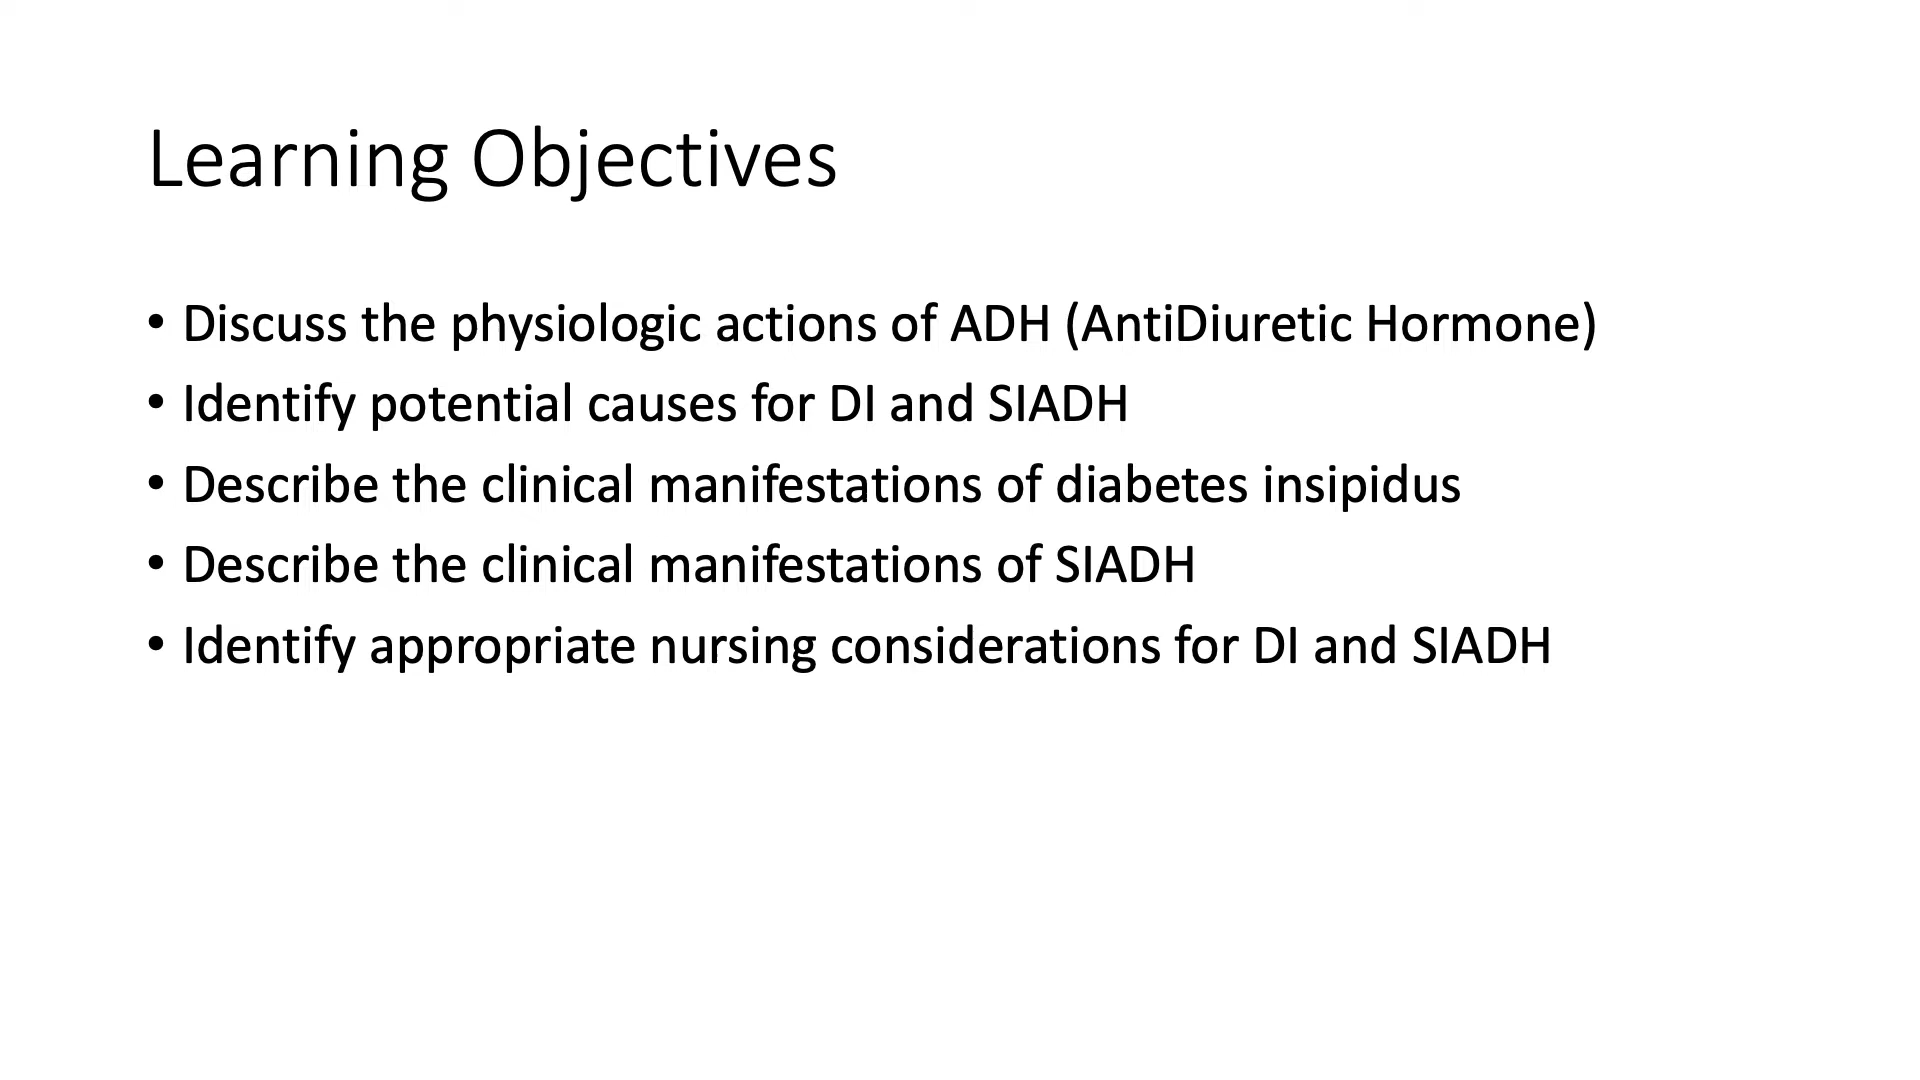 Learning Objectives
• Discuss the physiologic actions of ADH (AntiDiuretic Hormone)
• Identify potential causes for DI and SIADH
• Describe the clinical manifestations of diabetes insipidus
• Describe the clinical manifestations of SIADH
• Identify appropriate nursing considerations for DI and SIADH